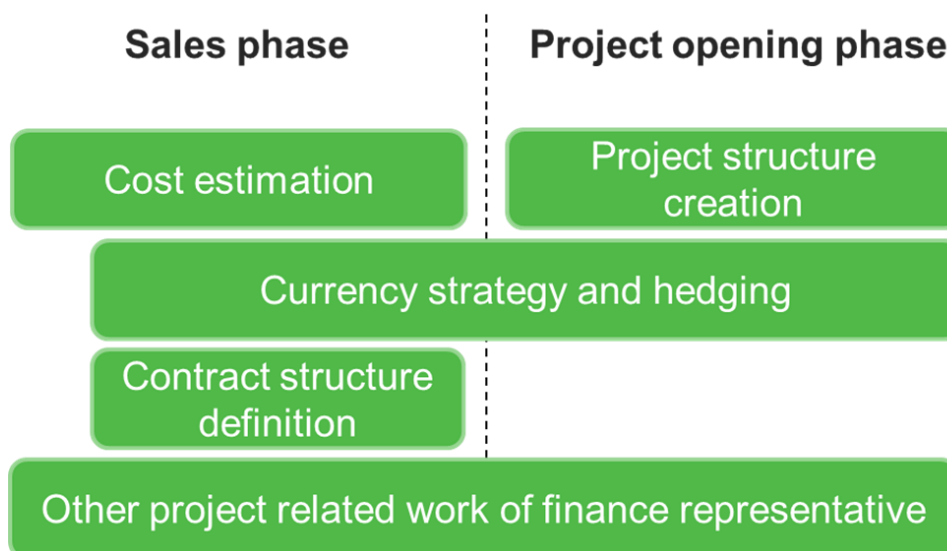 Sales phase
Project opening phase
Cost estimation
Project structure
creation
Currency strategy and hedging
Contract structure
definition
Other project related work of finance representative